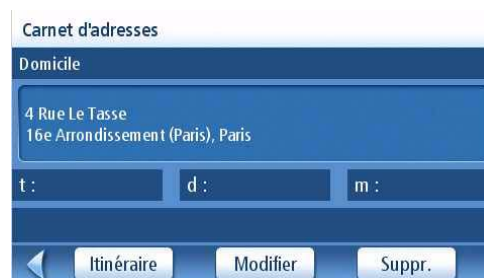 Carnet d'adresses
Domicile
4 Rue Le Tasse
16e Arrondissement (Paris), Paris
t : d : m :
Itinéraire Modifier Suppr.